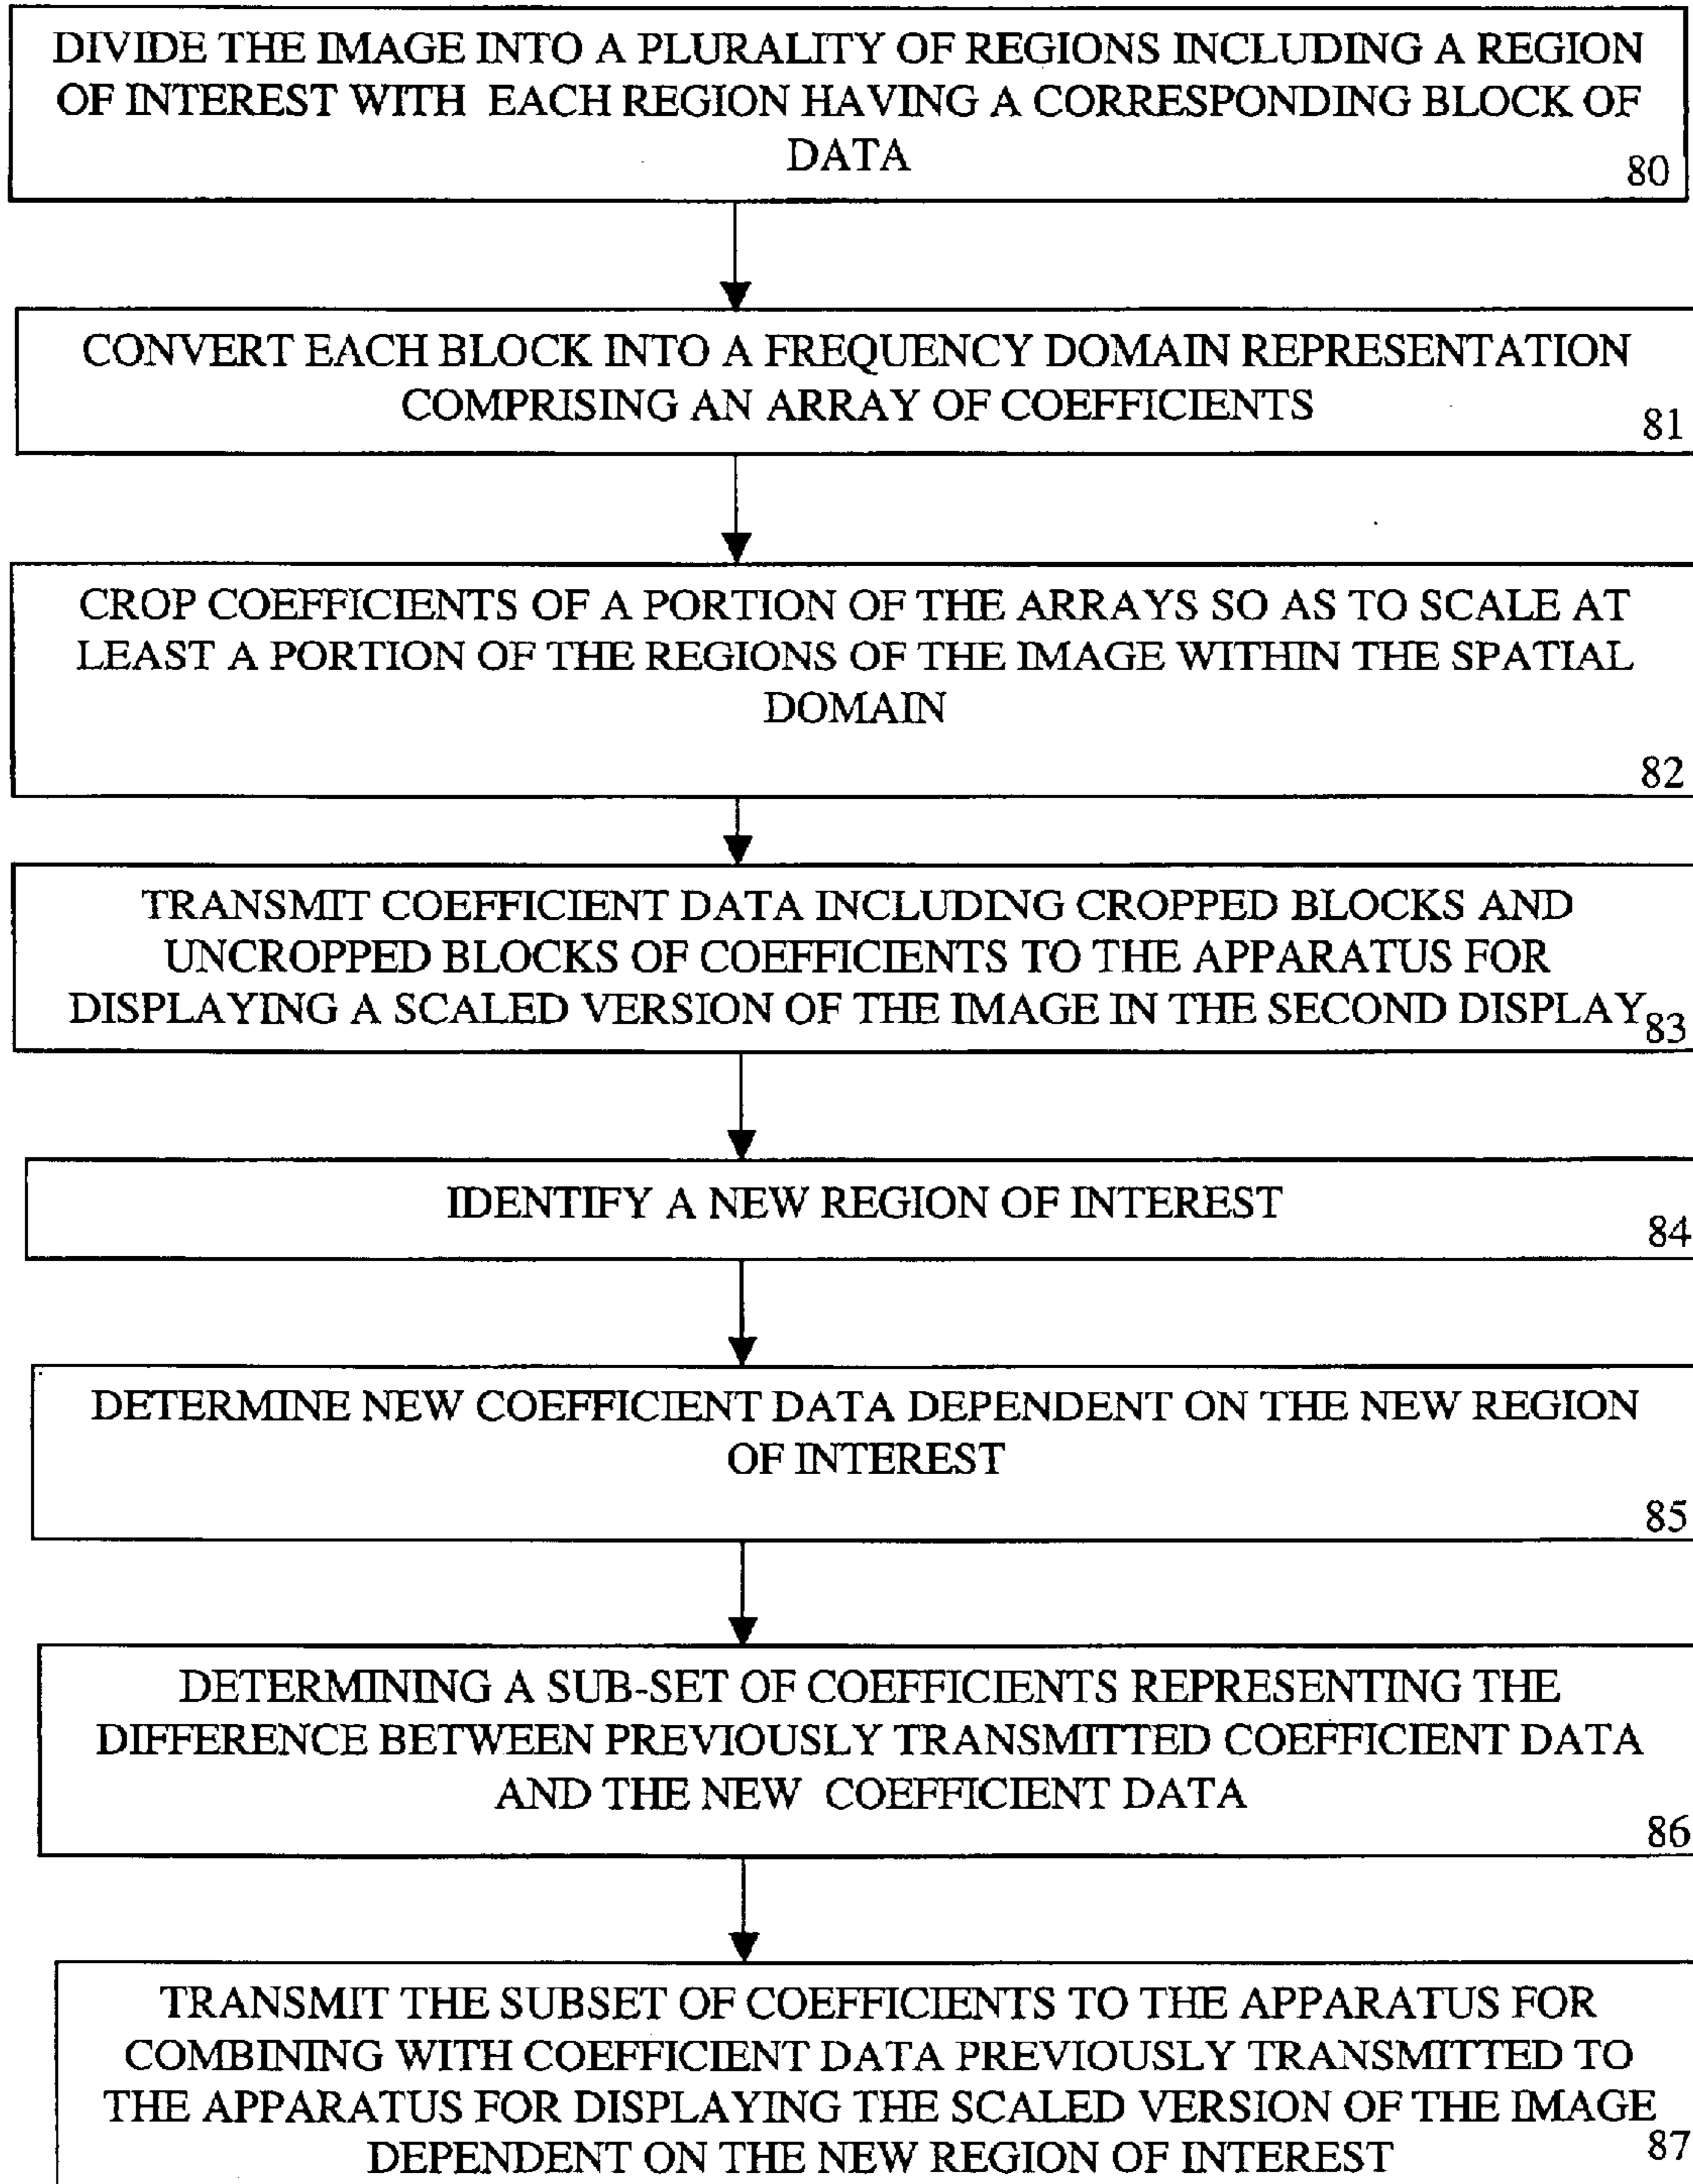 DIVIDE THE IMAGE INTO A PLURALITY OF REGIONS INCLUDING A REGION
OF INTEREST WITH EACH REGION HAVING A CORRESPONDING BLOCK OF
DATA
80
CONVERT EACH BLOCK INTO A FREQUENCY DOMAIN REPRESENTATION
COMPRISING AN ARRAY OF COEFFICIENTS
81
CROP COEFFICIENTS OF A PORTION OF THE ARRAYS SO AS TO SCALE AT
LEAST A PORTION OF THE REGIONS OF THE IMAGE WITHIN THE SPATIAL
DOMAIN
82
TRANSMIT COEFFICIENT DATA INCLUDING CROPPED BLOCKS AND
UNCROPPED BLOCKS OF COEFFICIENTS TO THE APPARATUS FOR
DISPLAYING A SCALED VERSION OF THE IMAGE IN THE SECOND DISPLAY
83
IDENTIFY A NEW REGION OF INTEREST
84
DETERMINE NEW COEFFICIENT DATA DEPENDENT ON THE NEW REGION
OF INTEREST
85
DETERMINING A SUB-SET OF COEFFICIENTS REPRESENTING THE
DIFFERENCE BETWEEN PREVIOUSLY TRANSMITTED COEFFICIENT DATA
AND THE NEW COEFFICIENT DATA
86
TRANSMIT THE SUBSET OF COEFFICIENTS TO THE APPARATUS FOR
COMBINING WITH COEFFICIENT DATA PREVIOUSLY TRANSMITTED TO
THE APPARATUS FOR DISPLAYING THE SCALED VERSION OF THE IMAGE
DEPENDENT ON THE NEW REGION OF INTEREST
87